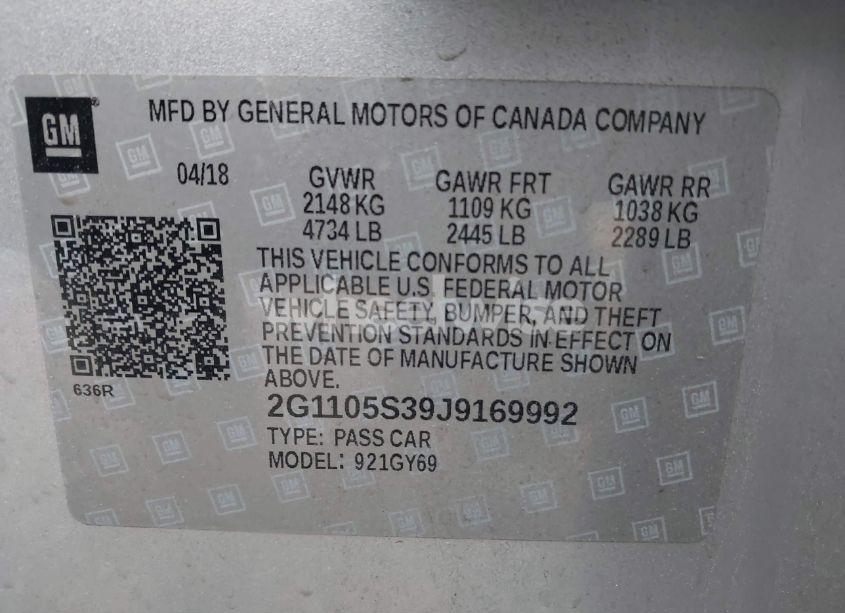 GM
MFD BY GENERAL MOTORS OF CANADA COMPANY
04/18 GVWR GAWR FRT GAWR RR
2148 KG 1109 KG 1038 KG
4734 LB 2445 LB 2289 LB
THIS VEHICLE CONFORMS TO ALL
APPLICABLE U.S. FEDERAL MOTOR
VEHICLE SAFETY, BUMPER, AND THEFT
PREVENTION STANDARDS IN EFFECT ON
THE DATE OF MANUFACTURE SHOWN
ABOVE.
636R
2G1105S39J9169992
TYPE: PASS CAR
MODEL: 921GY69